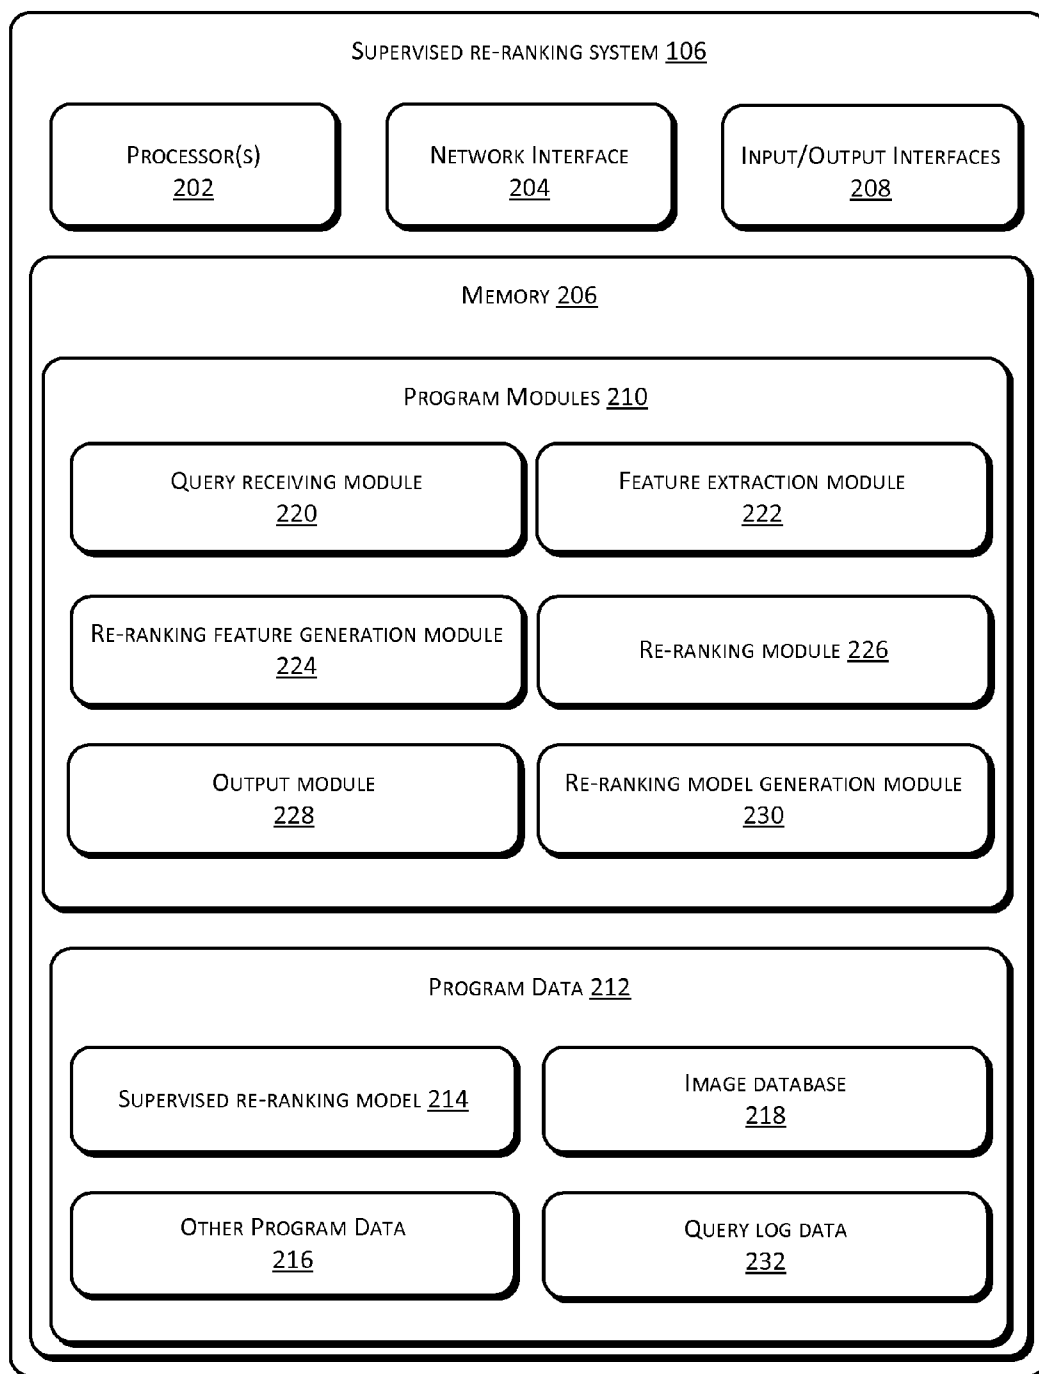 Supervised re-ranking system 106
Processor(s)
202
Network Interface
204
Input/Output Interfaces
208
Memory 206
Program Modules 210
Query receiving module
220
Feature extraction module
222
Re-ranking feature generation module
224
Re-ranking module 226
Output module
228
Re-ranking model generation module
230
Program Data 212
Supervised re-ranking model 214
Image database
218
Other Program Data
216
Query log data
232